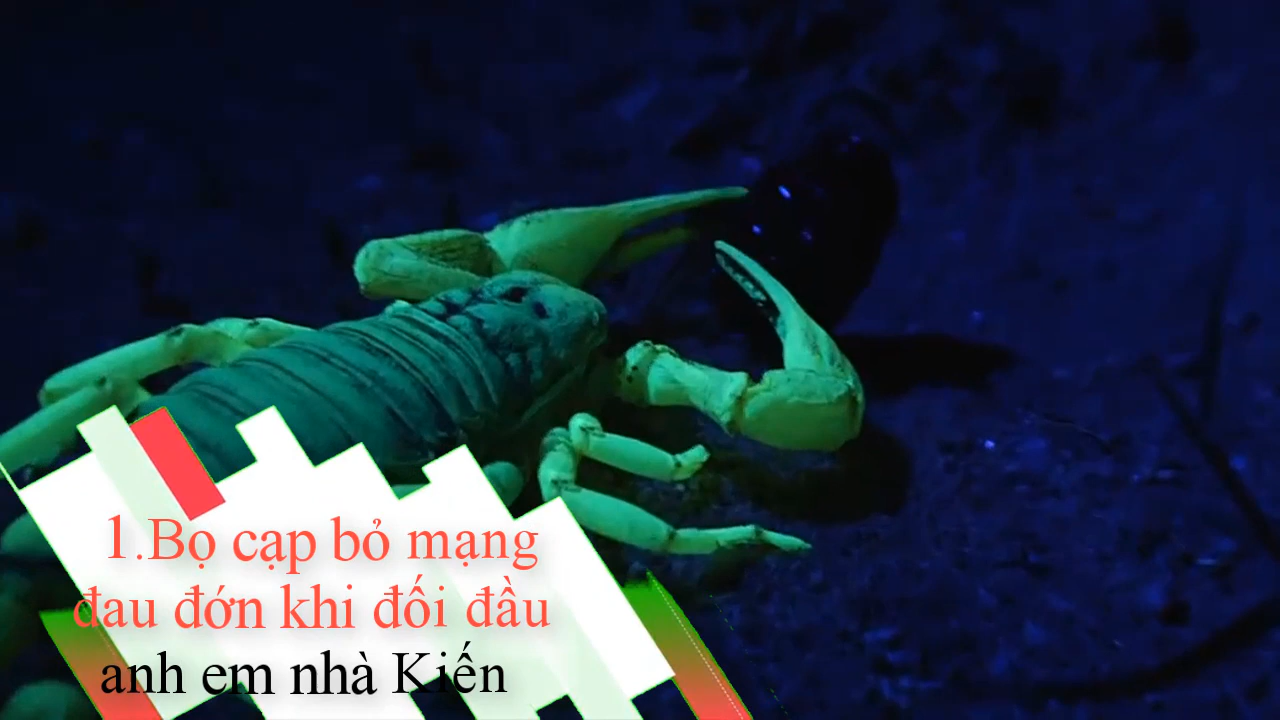 1.Bọ cạp bỏ mạng
đau đớn khi đối đầu
anh em nhà Kiến